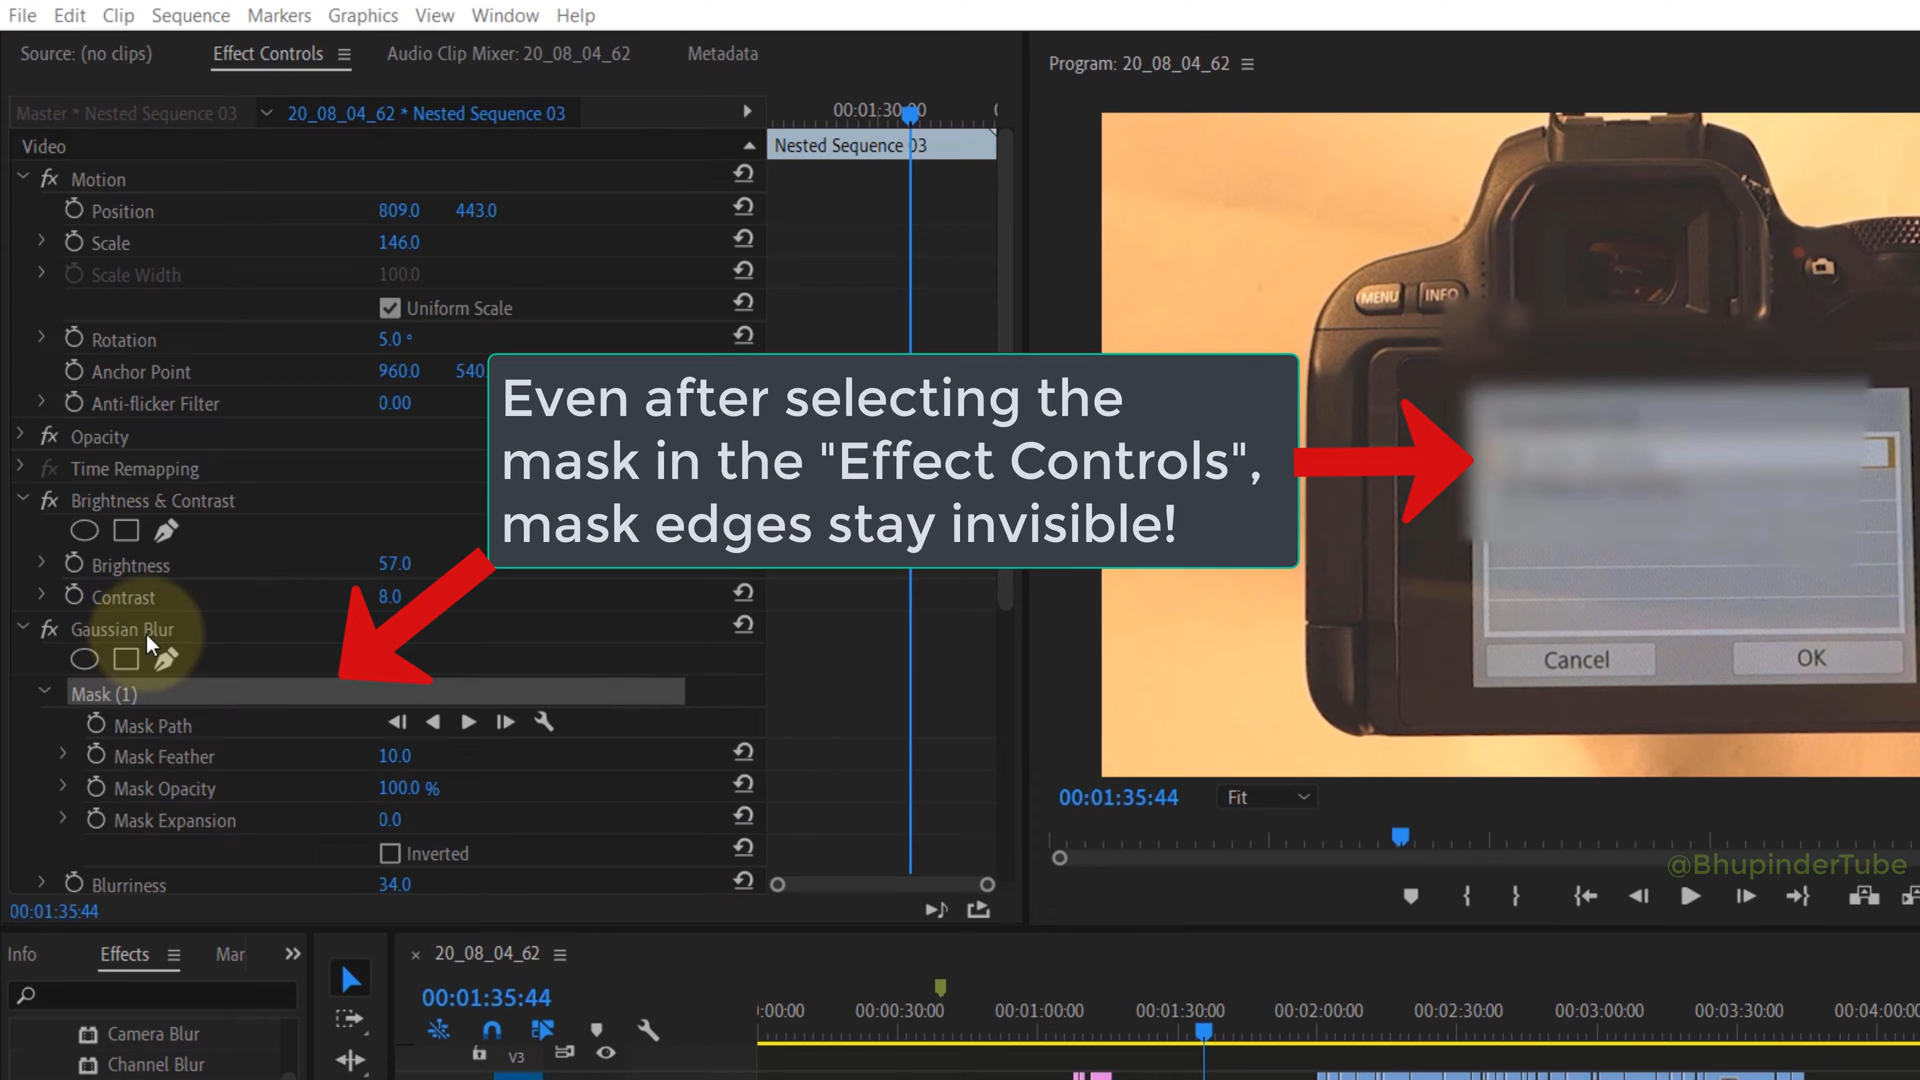 File Edit Clip Sequence Markers Graphics View Window Help
Source: (no clips) Effect Controls Audio Clip Mixer: 20_08_04_62 Metadata
Program: 20_08_04_62
Master * Nested Sequence 03 20_08_04_62 * Nested Sequence 03
00:01:30:00
Video
Nested Sequence 03
fx Motion
Position 809.0 443.0
Scale 146.0
Scale Width 100.0
Uniform Scale
Rotation 5.0 °
Anchor Point 960.0 540.
Anti-flicker Filter 0.00
fx Opacity
fx Time Remapping
fx Brightness & Contrast
Brightness 57.0
Contrast 8.0
fx Gaussian Blur
Mask (1)
Mask Path
Mask Feather 10.0
Mask Opacity 100.0 %
Mask Expansion 0.0
Inverted
Blurriness 34.0
00:01:35:44
Even after selecting the
mask in the "Effect Controls",
mask edges stay invisible!
MENU INFO
Cancel OK
00:01:35:44 Fit
@BhupinderTube
Info Effects Mar
Camera Blur
Channel Blur
× 20_08_04_62
00:01:35:44
:00:00 00:00:30:00 00:01:00:00 00:01:30:00 00:02:00:00 00:02:30:00 00:03:00:00 00:03:30:00 00:04:00:00
V3